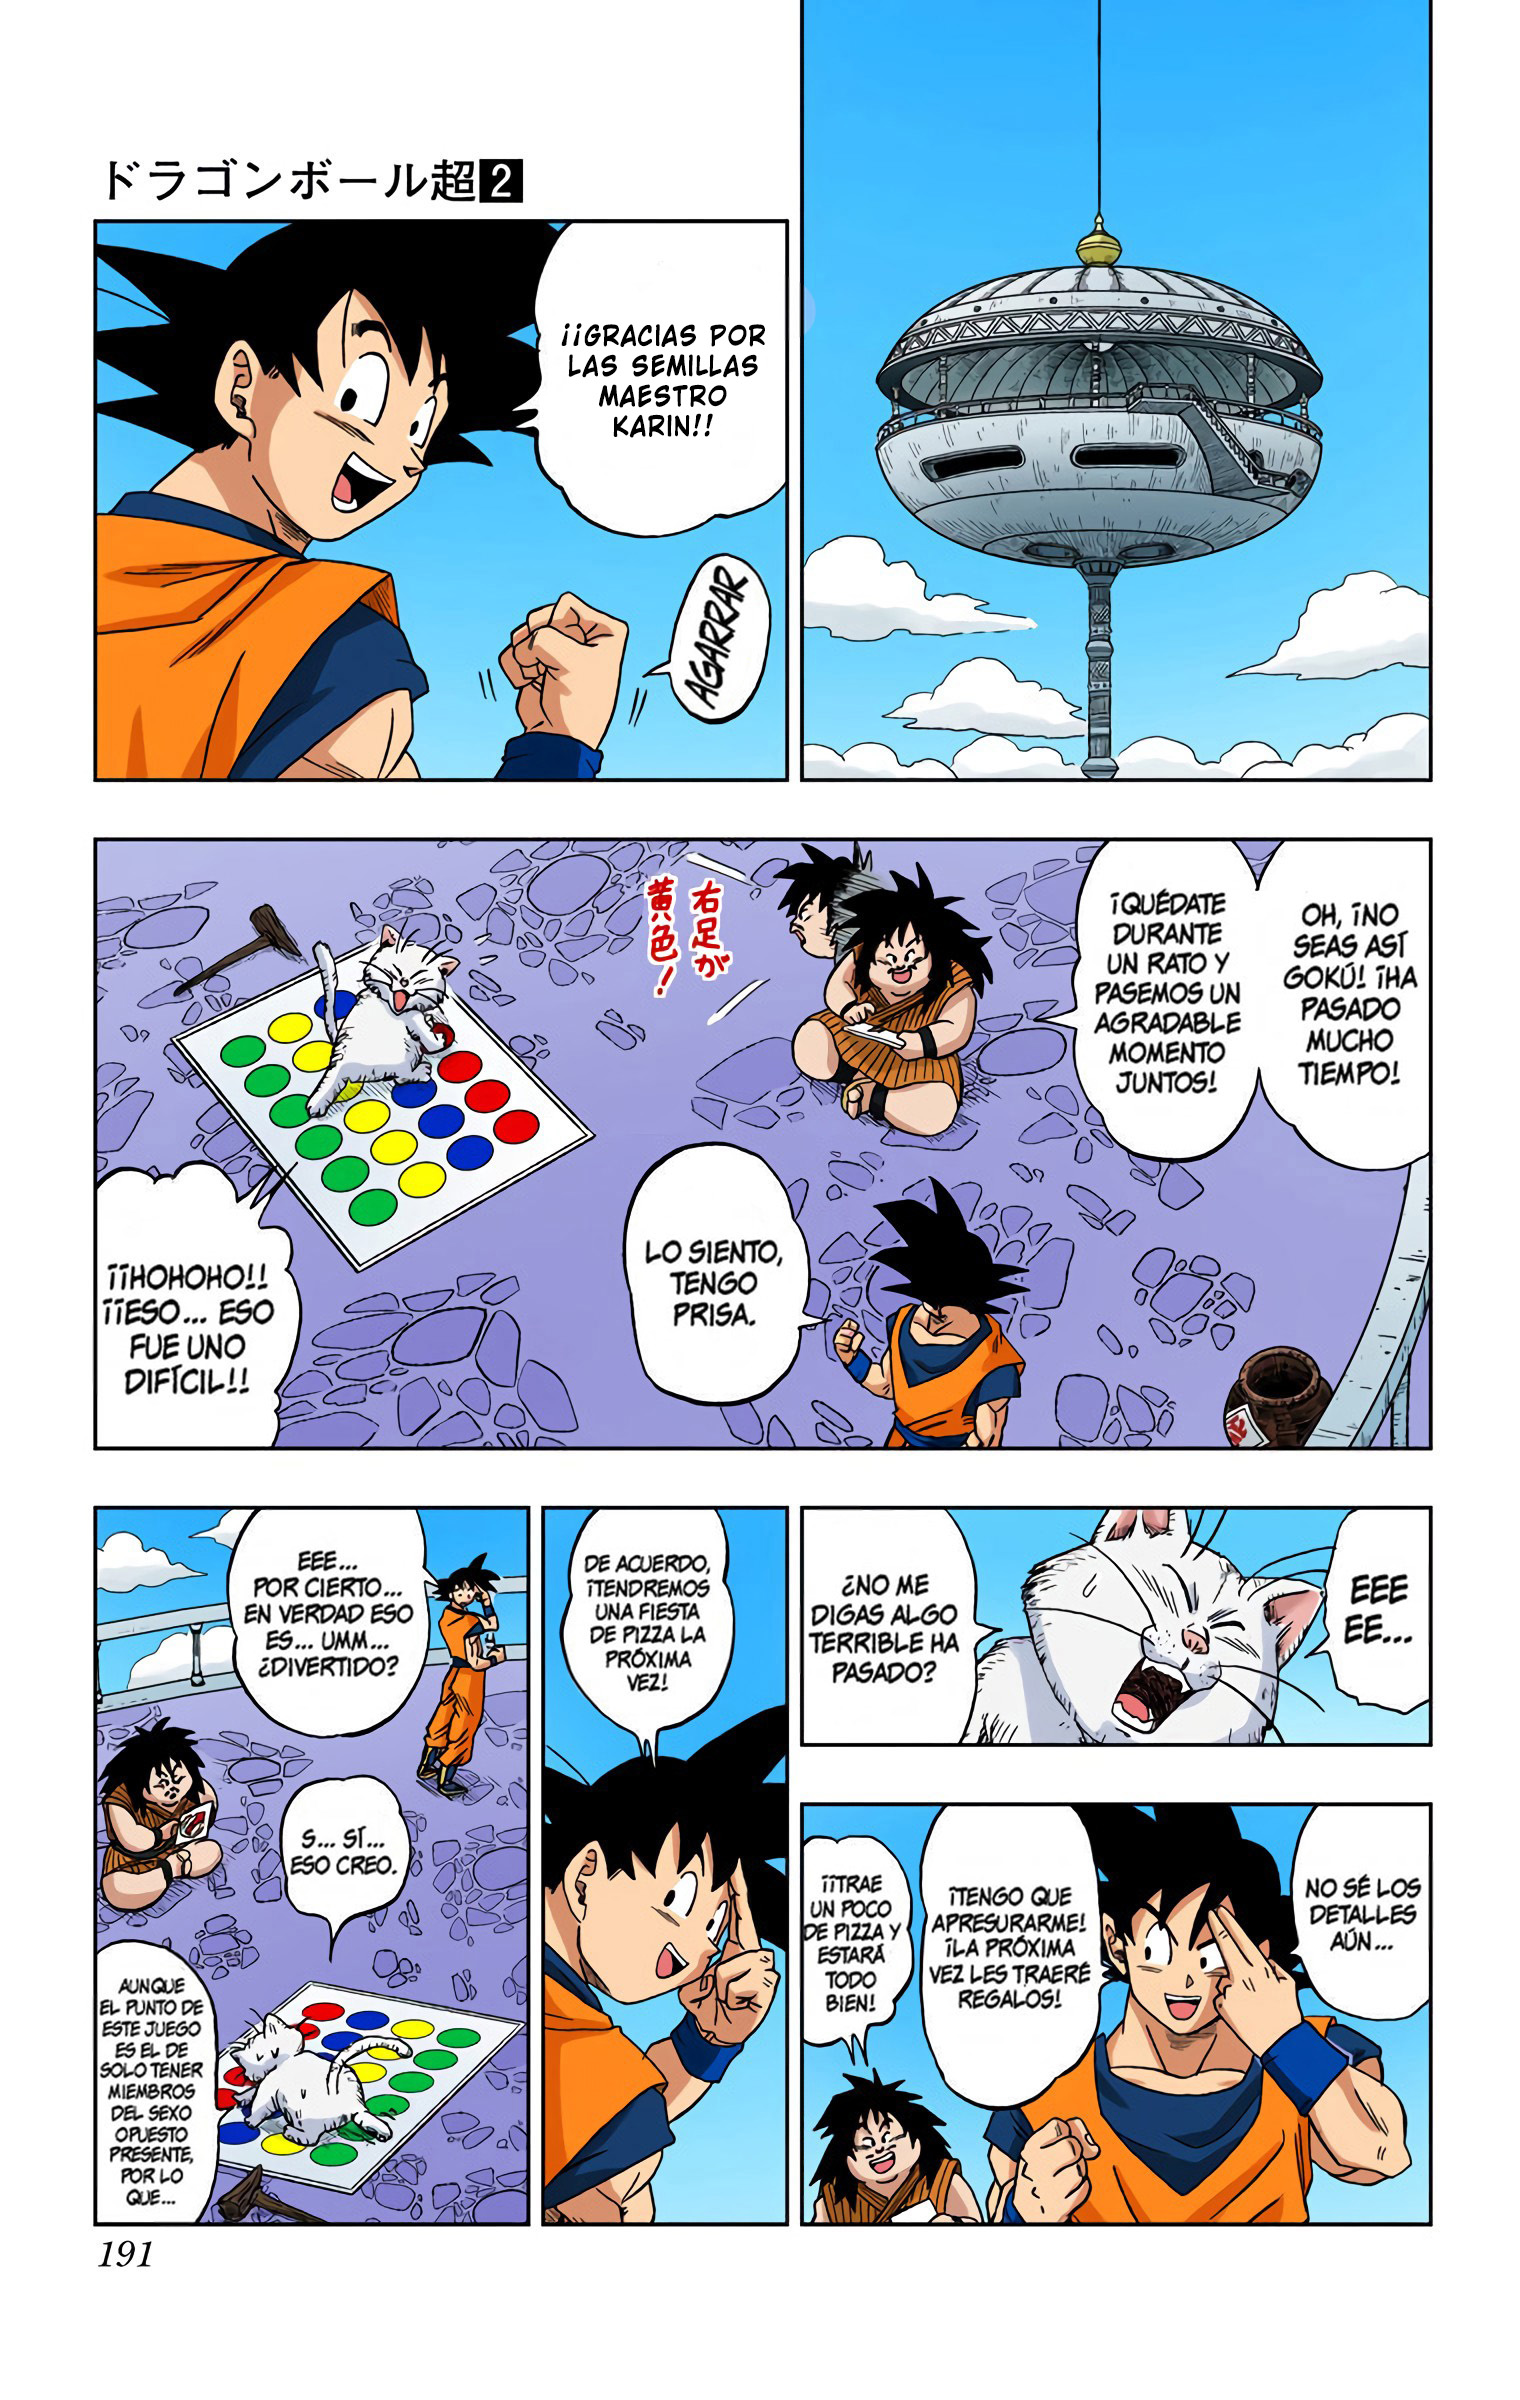 ドラゴンボール超2
¡¡GRACIAS POR
LAS SEMILLAS
MAESTRO
KARIN!!
AGARRAR
OH, ¡NO
SEAS ASÍ
GOKÚ! ¡HA
PASADO
MUCHO
TIEMPO!
¡QUÉDATE
DURANTE
UN RATO Y
PASEMOS UN
AGRADABLE
MOMENTO
JUNTOS!
右足が
黄色!
LO SIENTO,
TENGO
PRISA.
¡¡HOHOHO!!
¡¡ESO... ESO
FUE UNO
DIFÍCIL!!
EEE
EE...
¿NO ME
DIGAS ALGO
TERRIBLE HA
PASADO?
NO SÉ LOS
DETALLES
AÚN...
¡TENGO QUE
APRESURARME!
¡LA PRÓXIMA
VEZ LES TRAERÉ
REGALOS!
¡¡TRAE
UN POCO
DE PIZZA Y
ESTARÁ
TODO
BIEN!
DE ACUERDO,
¡TENDREMOS
UNA FIESTA
DE PIZZA LA
PRÓXIMA
VEZ!
EEE...
POR CIERTO...
EN VERDAD ESO
ES... UMM...
¿DIVERTIDO?
S... SÍ...
ESO CREO.
AUNQUE
EL PUNTO DE
ESTE JUEGO
ES EL DE
SOLO TENER
MIEMBROS
DEL SEXO
OPUESTO
PRESENTE,
POR LO
QUE...
191